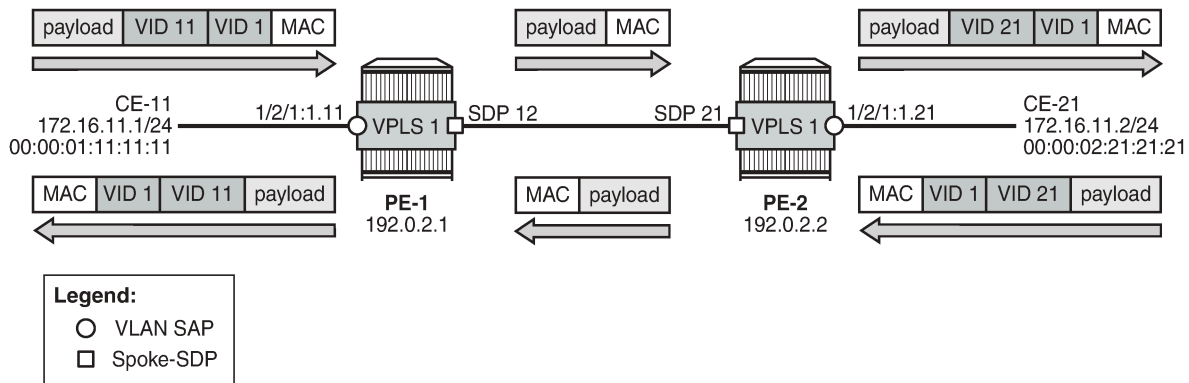 payload VID 11 VID 1 MAC
payload MAC
payload VID 21 VID 1 MAC
CE-11
172.16.11.1/24
00:00:01:11:11:11
1/2/1:1.11
VPLS 1
SDP 12
SDP 21
VPLS 1
1/2/1:1.21
CE-21
172.16.11.2/24
00:00:02:21:21:21
MAC VID 1 VID 11 payload
PE-1
192.0.2.1
MAC payload
PE-2
192.0.2.2
MAC VID 1 VID 21 payload
Legend:
VLAN SAP
Spoke-SDP